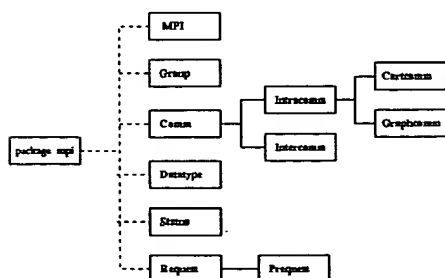 MPI
Group
Cartcomm
Intracomm
Comm
Graphcomm
package mpi
Intercomm
Datatype
Status
Request
Prequest